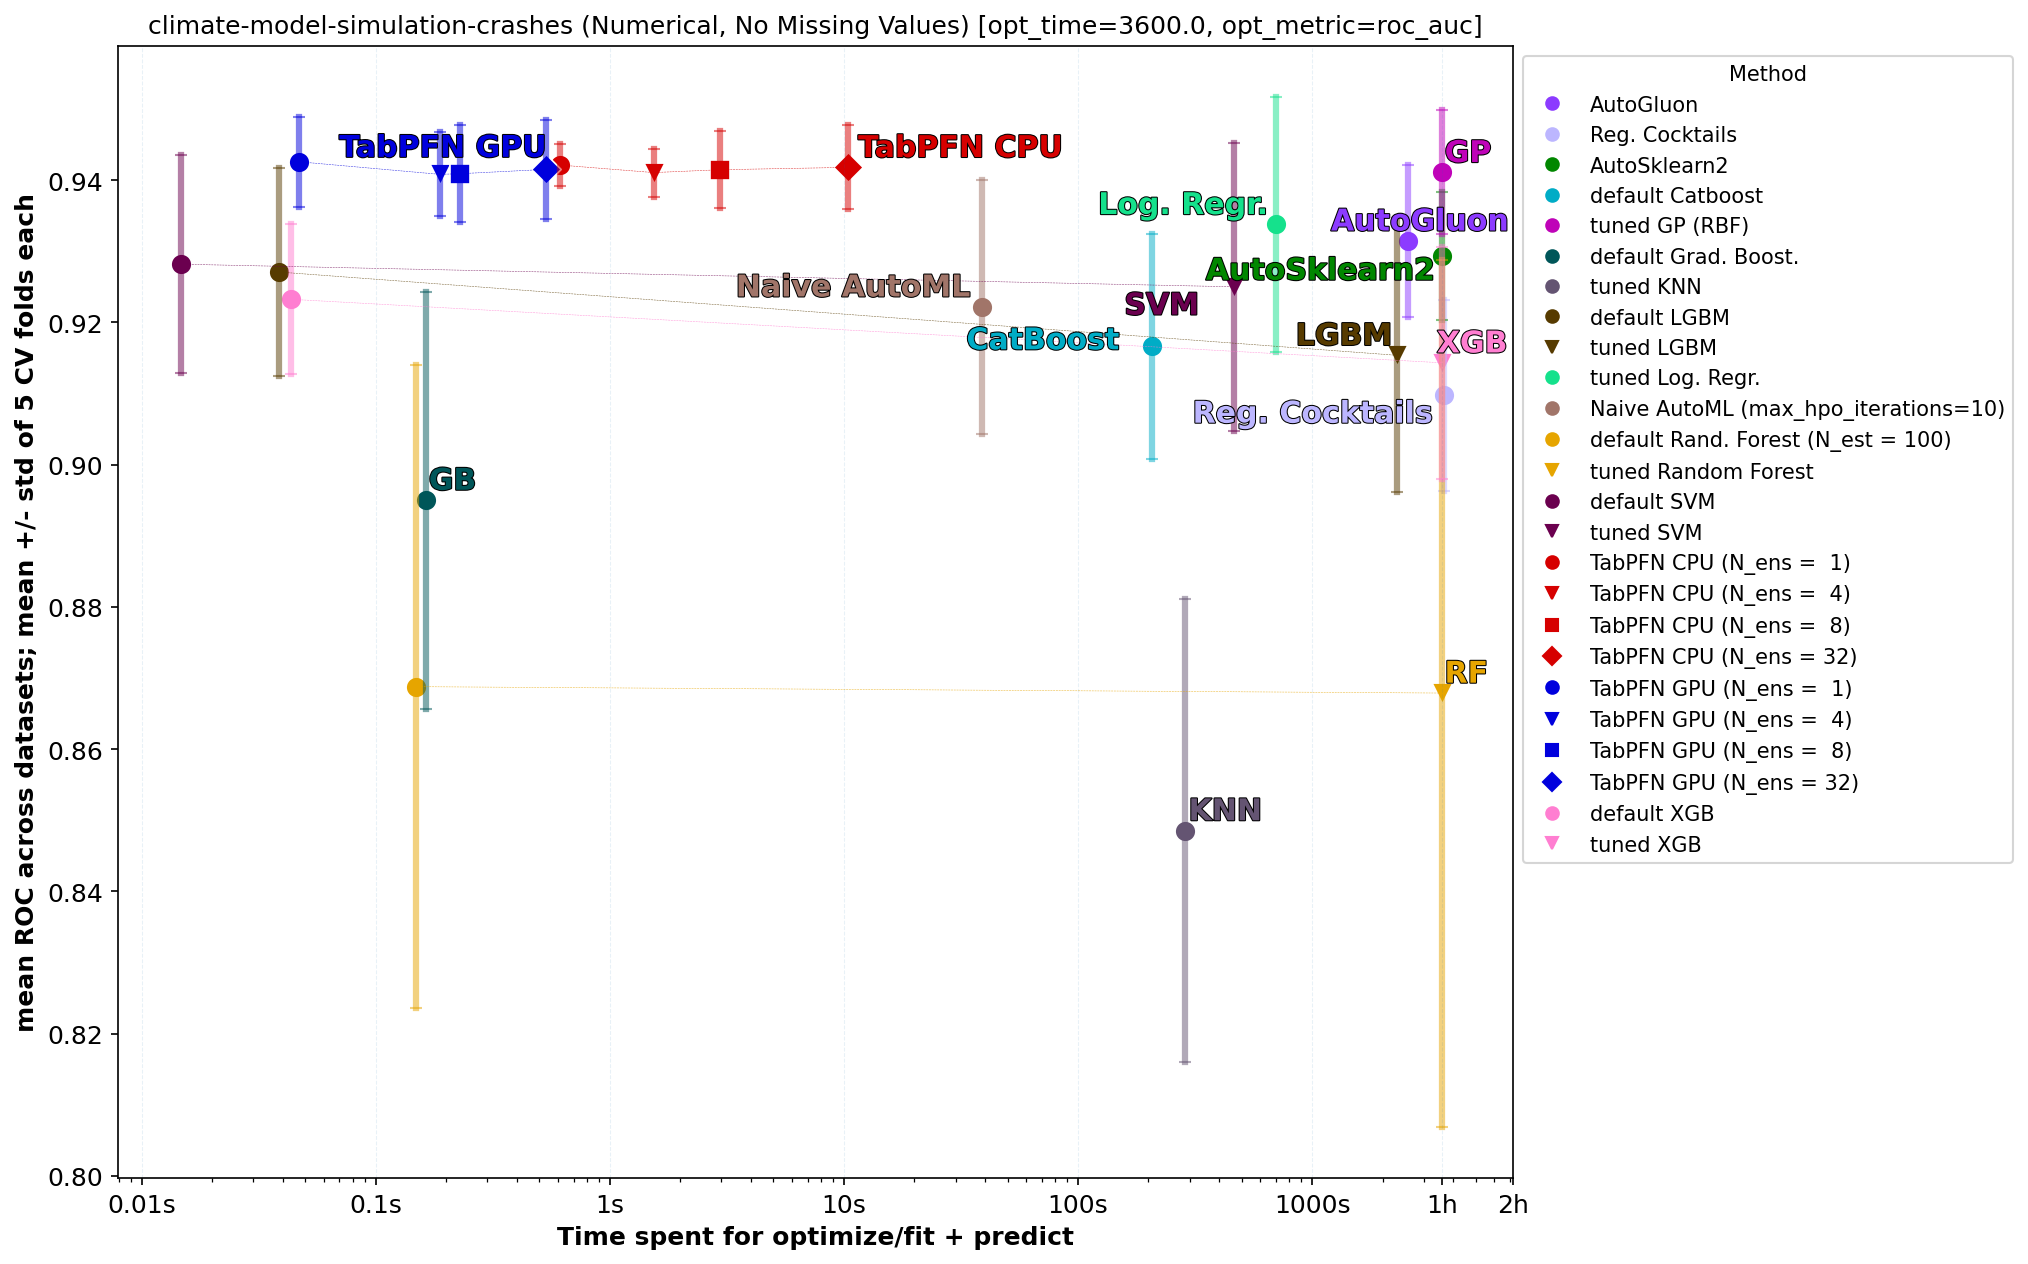 climate-model-simulation-crashes (Numerical, No Missing Values) [opt_time=3600.0, opt_metric=roc_auc]
mean ROC across datasets; mean +/- std of 5 CV folds each
0.94
0.92
0.90
0.88
0.86
0.84
0.82
0.80
TabPFN GPU
TabPFN CPU
GP
Log. Regr.
AutoGluon
AutoSklearn2
Naive AutoML
SVM
CatBoost
LGBM
XGB
Reg. Cocktails
GB
RF
KNN
0.01s
0.1s
1s
10s
100s
1000s
1h
2h
Time spent for optimize/fit + predict
Method
AutoGluon
Reg. Cocktails
AutoSklearn2
default Catboost
tuned GP (RBF)
default Grad. Boost.
tuned KNN
default LGBM
tuned LGBM
tuned Log. Regr.
Naive AutoML (max_hpo_iterations=10)
default Rand. Forest (N_est = 100)
tuned Random Forest
default SVM
tuned SVM
TabPFN CPU (N_ens =  1)
TabPFN CPU (N_ens =  4)
TabPFN CPU (N_ens =  8)
TabPFN CPU (N_ens = 32)
TabPFN GPU (N_ens =  1)
TabPFN GPU (N_ens =  4)
TabPFN GPU (N_ens =  8)
TabPFN GPU (N_ens = 32)
default XGB
tuned XGB